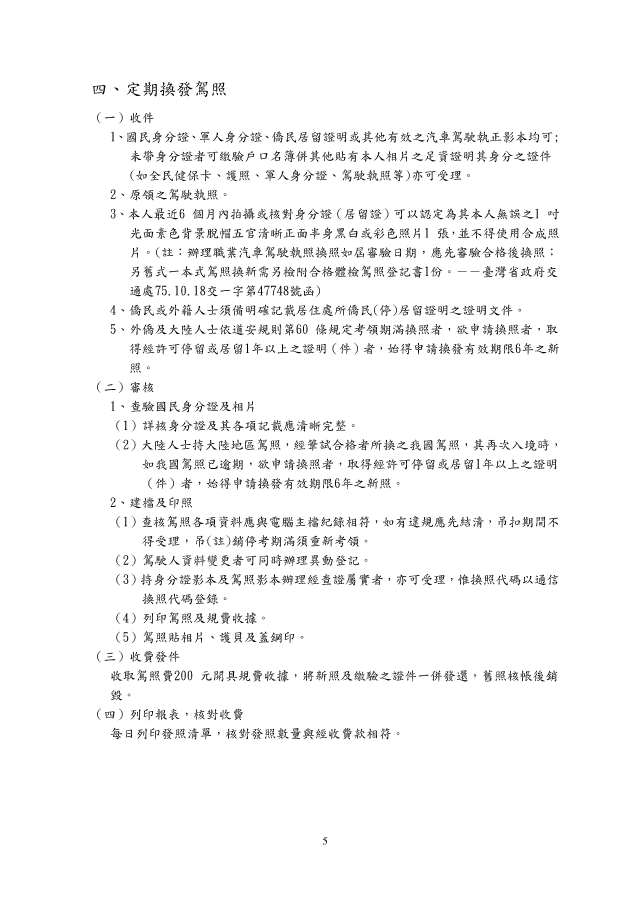 四、定期換發駕照
（一）收件
1、國民身分證、軍人身分證、僑民居留證明或其他有效之汽車駕駛執正影本均可;
未帶身分證者可繳驗戶口名簿併其他貼有本人相片之足資證明其身分之證件
(如全民健保卡、護照、軍人身分證、駕駛執照等)亦可受理。
2、原領之駕駛執照。
3、本人最近6 個月內拍攝或核對身分證（居留證）可以認定為其本人無誤之1 吋
光面素色背景脫帽五官清晰正面半身黑白或彩色照片1 張，並不得使用合成照
片。(註：辦理職業汽車駕駛執照換照如屆審驗日期，應先審驗合格後換照；
另舊式一本式駕照換新需另檢附合格體檢駕照登記書1份。－－臺灣省政府交
通處75.10.18交一字第47748號函)
4、僑民或外籍人士須備明確記載居住處所僑民(停)居留證明之證明文件。
5、外僑及大陸人士依道安規則第60 條規定考領期滿換照者，欲申請換照者，取
得經許可停留或居留1年以上之證明（件）者，始得申請換發有效期限6年之新
照。
（二）審核
1、查驗國民身分證及相片
（1）詳核身分證及其各項記載應清晰完整。
（2）大陸人士持大陸地區駕照，經筆試合格者所換之我國駕照，其再次入境時，
如我國駕照已逾期，欲申請換照者，取得經許可停留或居留1年以上之證明
（件）者，始得申請換發有效期限6年之新照。
2、建檔及印照
（1）查核駕照各項資料應與電腦主檔紀錄相符，如有違規應先結清，吊扣期間不
得受理，吊(註)銷停考期滿須重新考領。
（2）駕駛人資料變更者可同時辦理異動登記。
（3）持身分證影本及駕照影本辦理經查證屬實者，亦可受理，惟換照代碼以通信
換照代碼登錄。
（4）列印駕照及規費收據。
（5）駕照貼相片、護貝及蓋鋼印。
（三）收費發件
收取駕照費200 元開具規費收據，將新照及繳驗之證件一併發還，舊照核帳後銷
毀。
（四）列印報表，核對收費
每日列印發照清單，核對發照數量與經收費款相符。
5